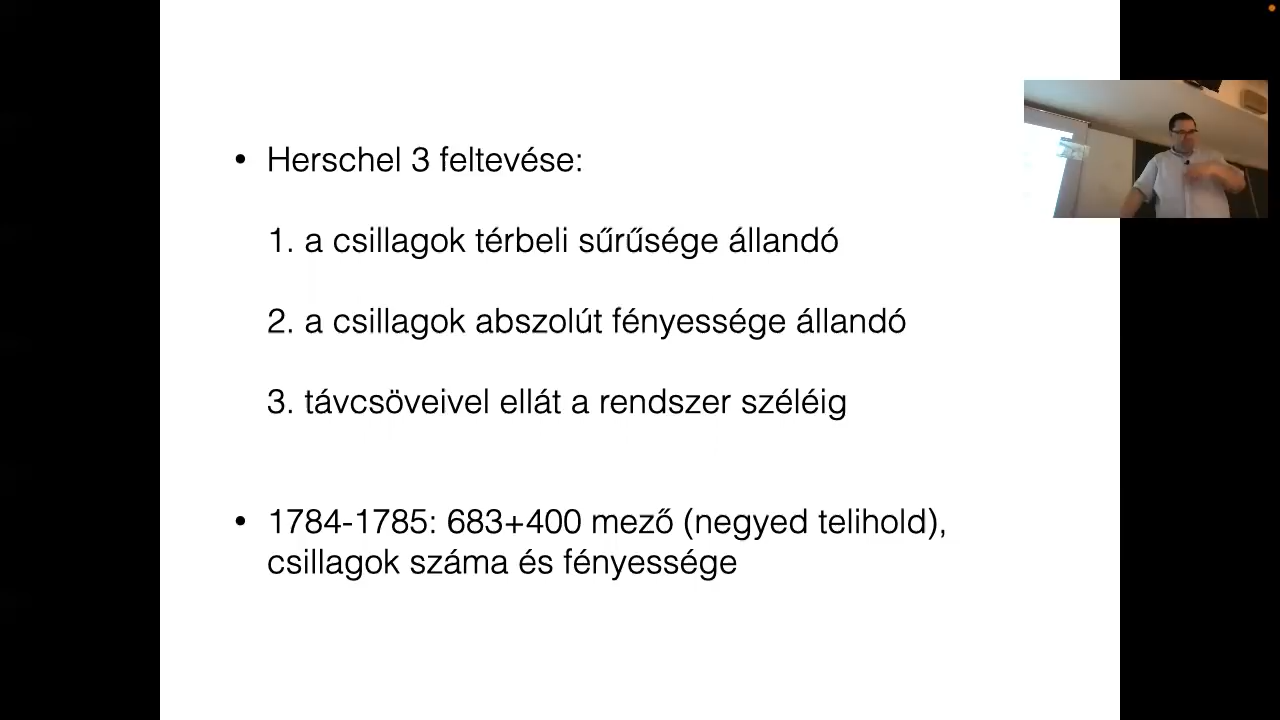 • Herschel 3 feltevése:
1. a csillagok térbeli sűrűsége állandó
2. a csillagok abszolút fényessége állandó
3. távcsöveivel ellát a rendszer széléig
• 1784-1785: 683+400 mező (negyed telihold),
csillagok száma és fényessége